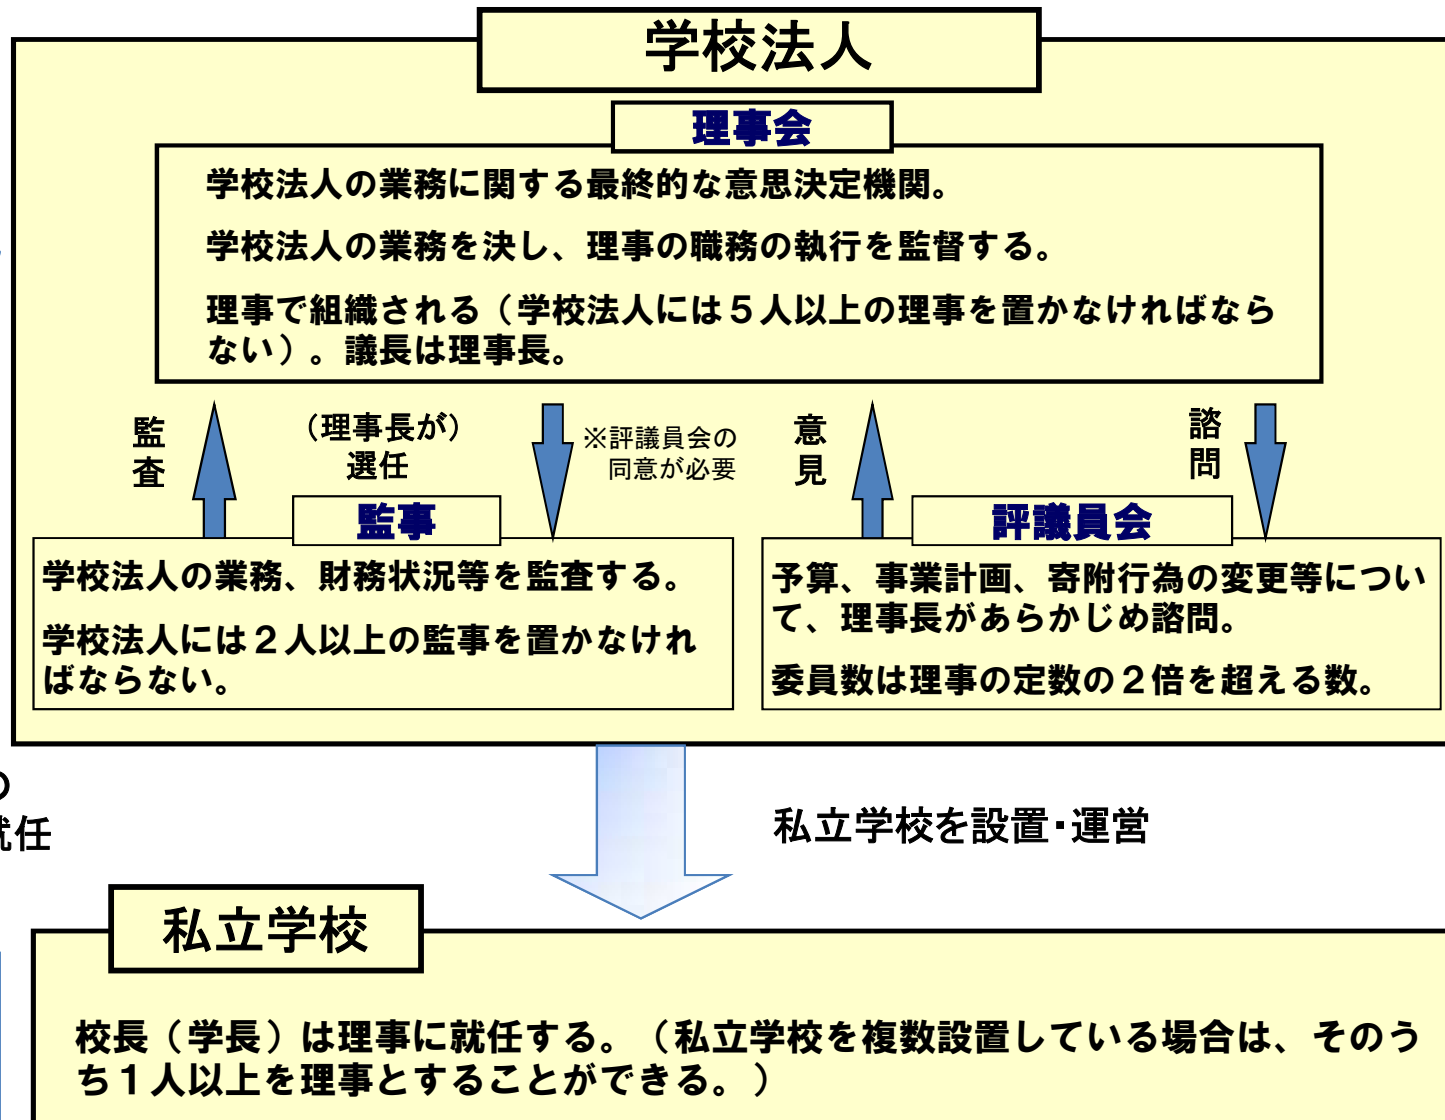 学校法人
理事会
学校法人の業務に関する最終的な意思決定機関。
学校法人の業務を決し、理事の職務の執行を監督する。
理事で組織される（学校法人には５人以上の理事を置かなければなら
ない）。議長は理事長。
監査
（理事長が）
選任
※評議員会の
同意が必要
意見
諮問
監事
学校法人の業務、財務状況等を監査する。
学校法人には２人以上の監事を置かなけれ
ばならない。
評議員会
予算、事業計画、寄附行為の変更等につい
て、理事長があらかじめ諮問。
委員数は理事の定数の２倍を超える数。
の
就任
私立学校を設置・運営
私立学校
校長（学長）は理事に就任する。（私立学校を複数設置している場合は、そのう
ち１人以上を理事とすることができる。）